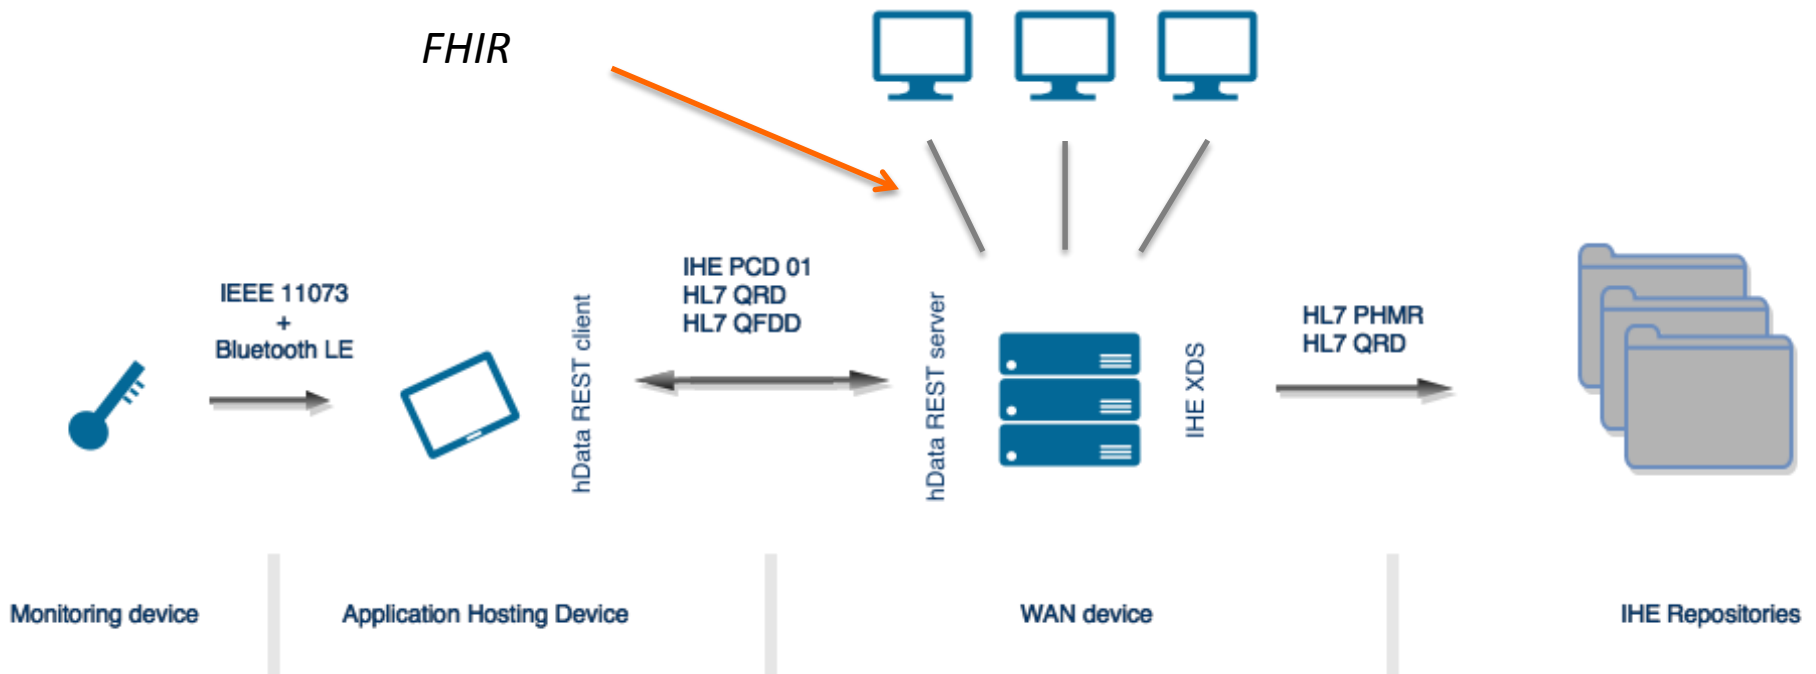 FHIR
IEEE 11073
+
Bluetooth LE
hData REST client
IHE PCD 01
HL7 QRD
HL7 QFDD
hData REST server
IHE XDS
HL7 PHMR
HL7 QRD
Monitoring device
Application Hosting Device
WAN device
IHE Repositories